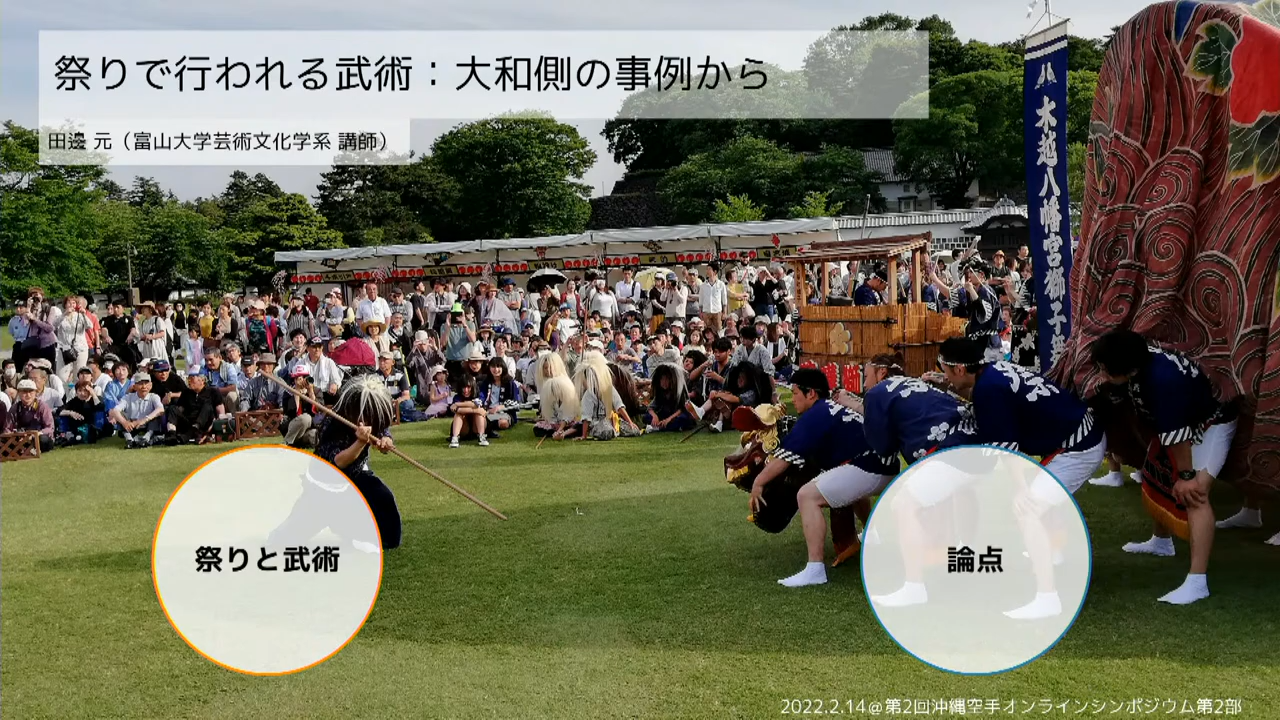 祭りで行われる武術：大和側の事例から
田邊 元（富山大学芸術文化学系 講師）
木越八幡宮獅子舞
祭りと武術
論点
2022.2.14@第2回沖縄空手オンラインシンポジウム第2部